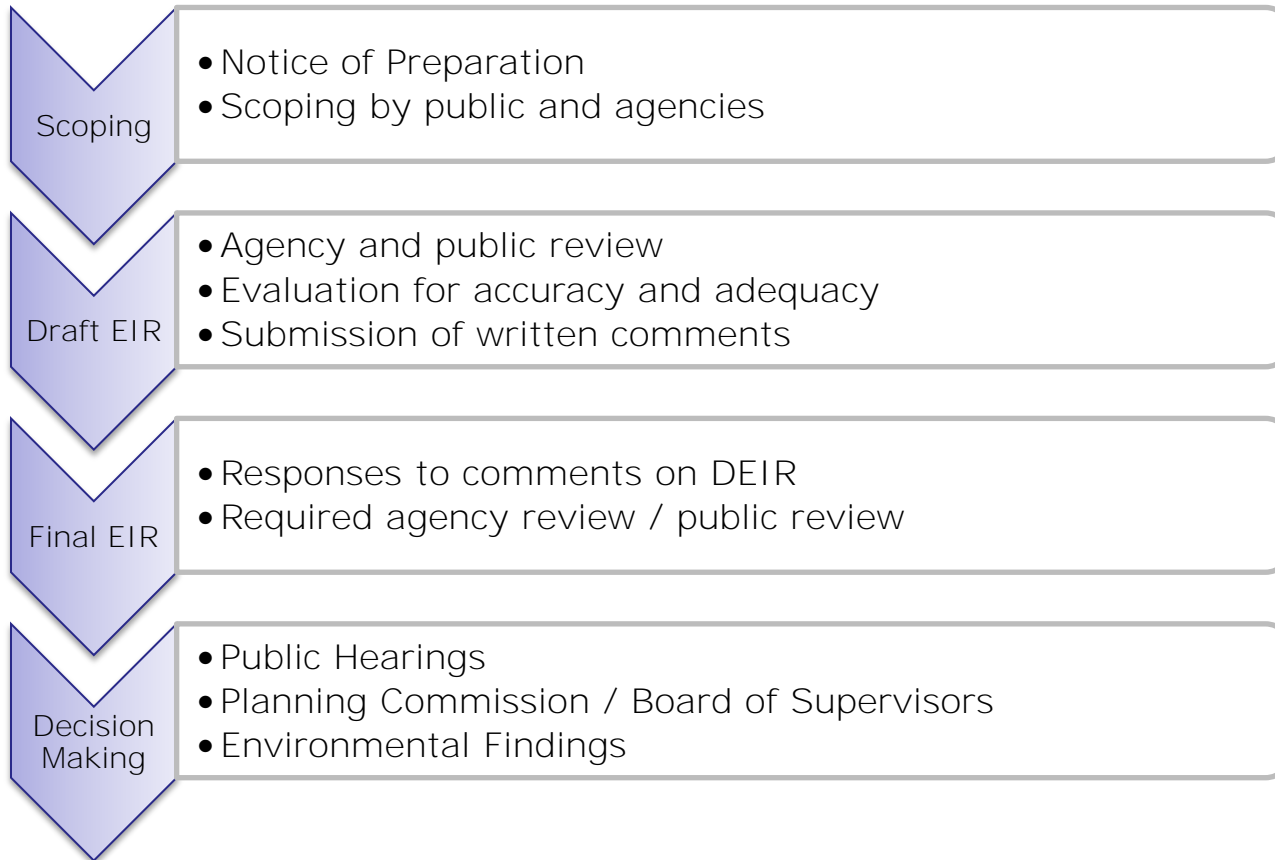 Scoping
• Notice of Preparation
• Scoping by public and agencies
Draft EIR
• Agency and public review
• Evaluation for accuracy and adequacy
• Submission of written comments
Final EIR
• Responses to comments on DEIR
• Required agency review / public review
Decision
Making
• Public Hearings
• Planning Commission / Board of Supervisors
• Environmental Findings